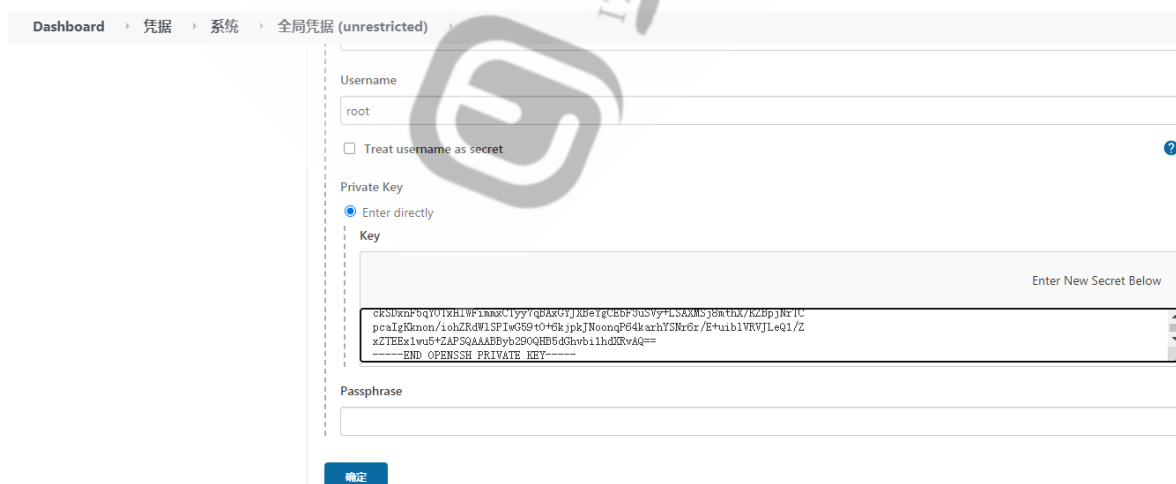 Dashboard 凭据 系统 全局凭据 (unrestricted)
Username
root
Treat username as secret
Private Key
Enter directly
Key
Enter New Secret Below
-----END OPENSSH PRIVATE KEY-----
Passphrase
确定